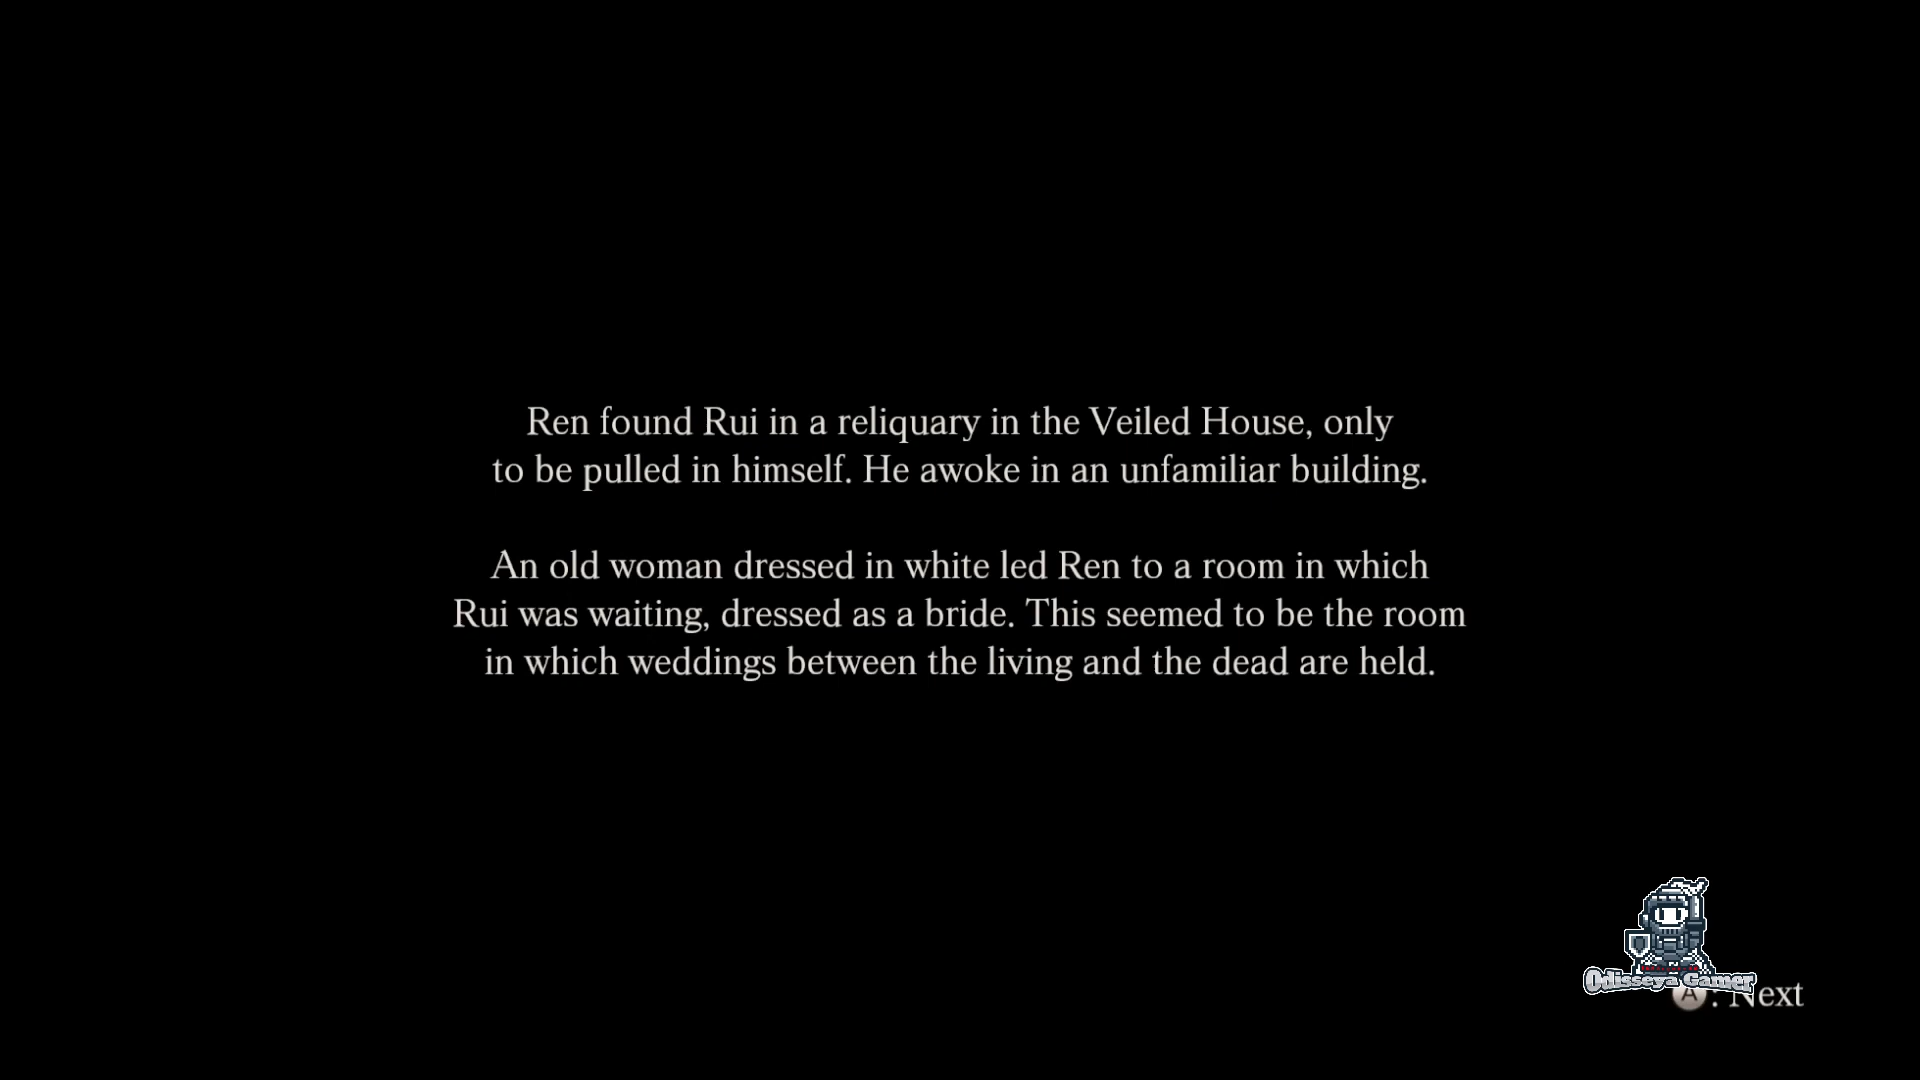 Ren found Rui in a reliquary in the Veiled House, only
to be pulled in himself. He awoke in an unfamiliar building.
An old woman dressed in white led Ren to a room in which
Rui was waiting, dressed as a bride. This seemed to be the room
in which weddings between the living and the dead are held.
Odisseya Gamer
A : Next